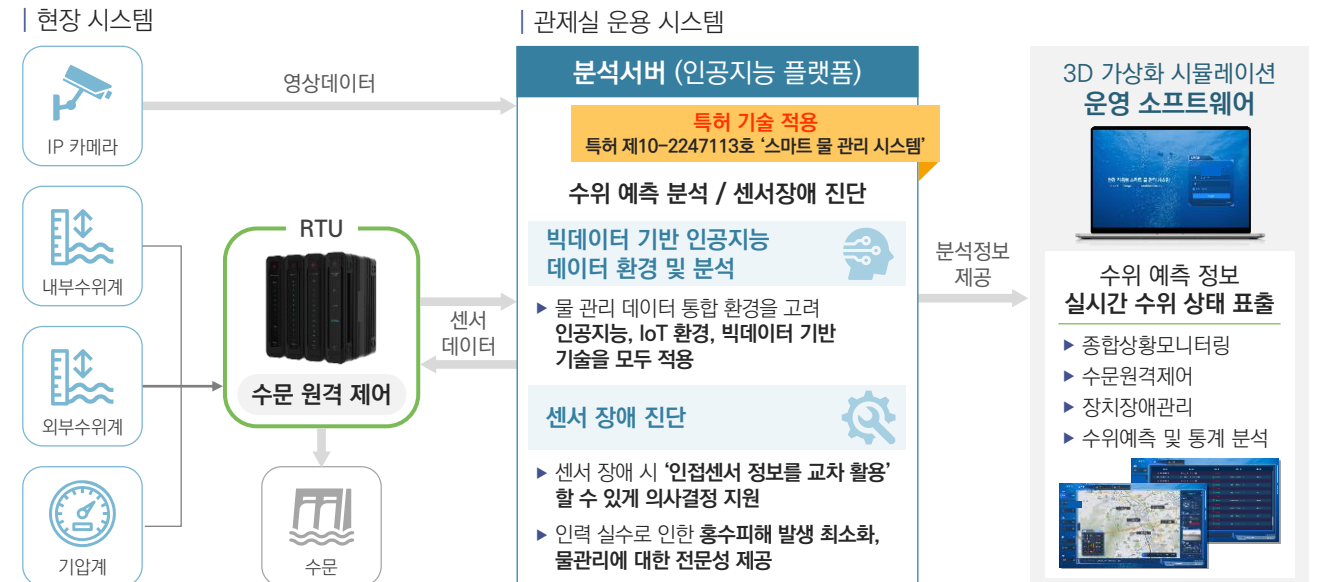 현장 시스템
IP 카메라
영상데이터
내부수위계
외부수위계
기압계
RTU
수문 원격 제어
수문
센서
데이터
관제실 운용 시스템
분석서버 (인공지능 플랫폼)
특허 기술 적용
특허 제10-2247113호 ‘스마트 물 관리 시스템’
수위 예측 분석 / 센서장애 진단
빅데이터 기반 인공지능
데이터 환경 및 분석
▶ 물 관리 데이터 통합 환경을 고려
인공지능, IoT 환경, 빅데이터 기반
기술을 모두 적용
센서 장애 진단
▶ 센서 장애 시 ‘인접센서 정보를 교차 활용’
할 수 있게 의사결정 지원
▶ 인력 실수로 인한 홍수피해 발생 최소화,
물관리에 대한 전문성 제공
분석정보
제공
3D 가상화 시뮬레이션
운영 소프트웨어
수위 예측 정보
실시간 수위 상태 표출
▶ 종합상황모니터링
▶ 수문원격제어
▶ 장치장애관리
▶ 수위예측 및 통계 분석